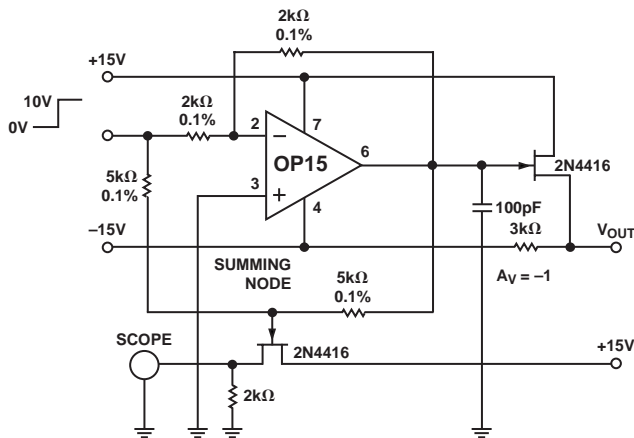 2kΩ
0.1%
+15V
10V
0V
2kΩ
0.1%
2
7
OP15
6
3
4
5kΩ
0.1%
2N4416
100pF
3kΩ
VOUT
–15V
SUMMING
NODE
5kΩ
0.1%
AV = –1
SCOPE
2N4416
+15V
2kΩ